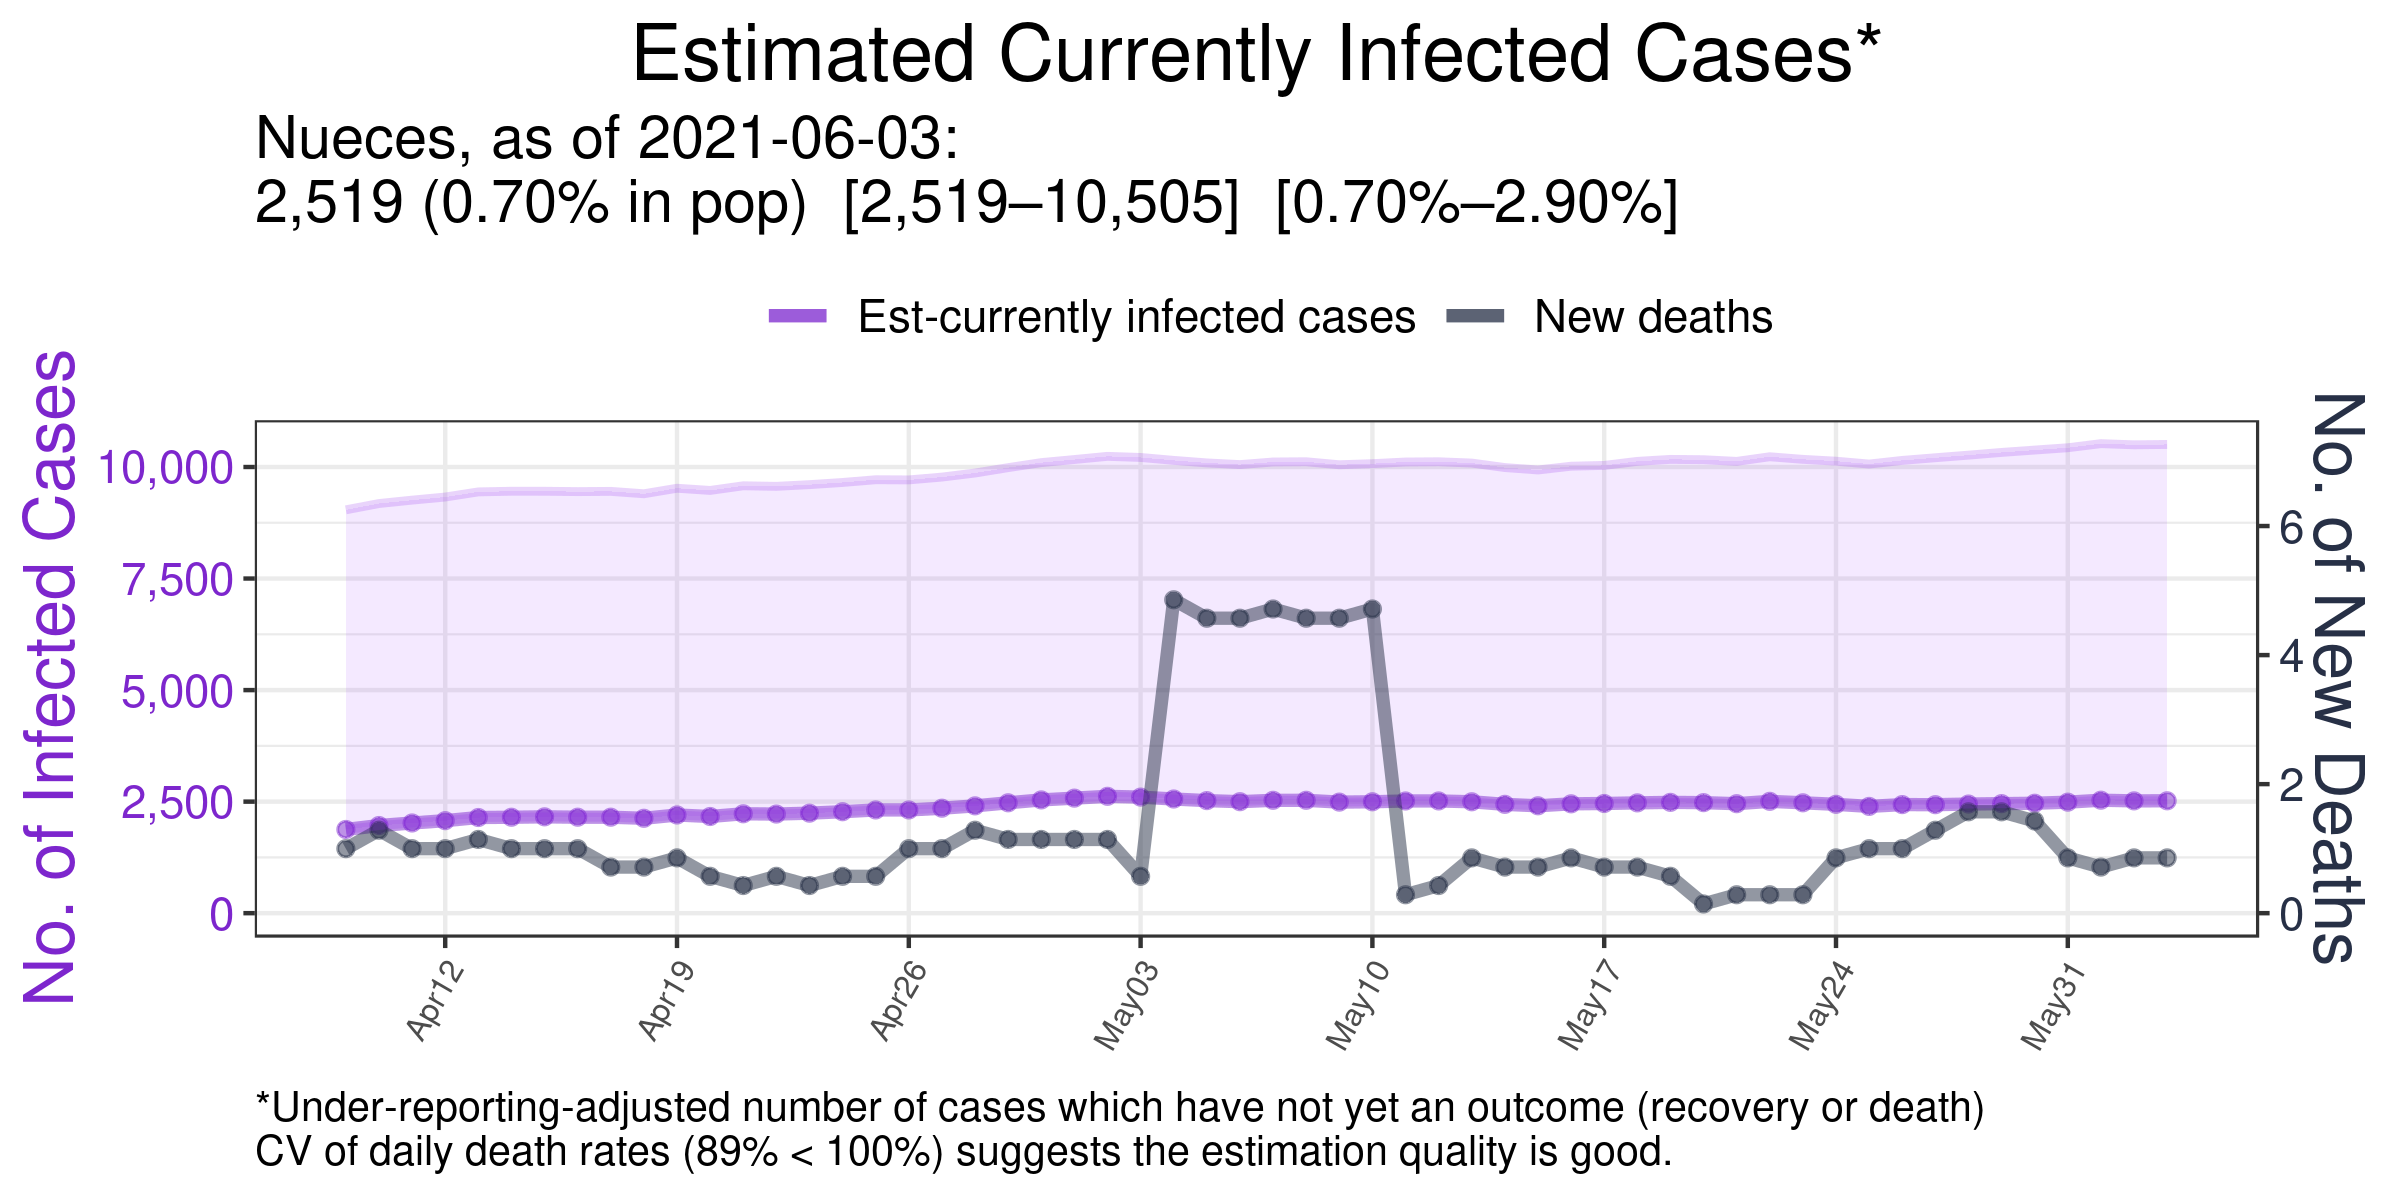 Estimated Currently Infected Cases*
Nueces, as of 2021-06-03:
2,519 (0.70% in pop)  [2,519–10,505]  [0.70%–2.90%]
Est-currently infected cases
New deaths
No. of Infected Cases
10,000
7,500
5,000
2,500
0
6
4
2
0
No. of New Deaths
Apr12
Apr19
Apr26
May03
May10
May17
May24
May31
*Under-reporting-adjusted number of cases which have not yet an outcome (recovery or death)
CV of daily death rates (89% < 100%) suggests the estimation quality is good.